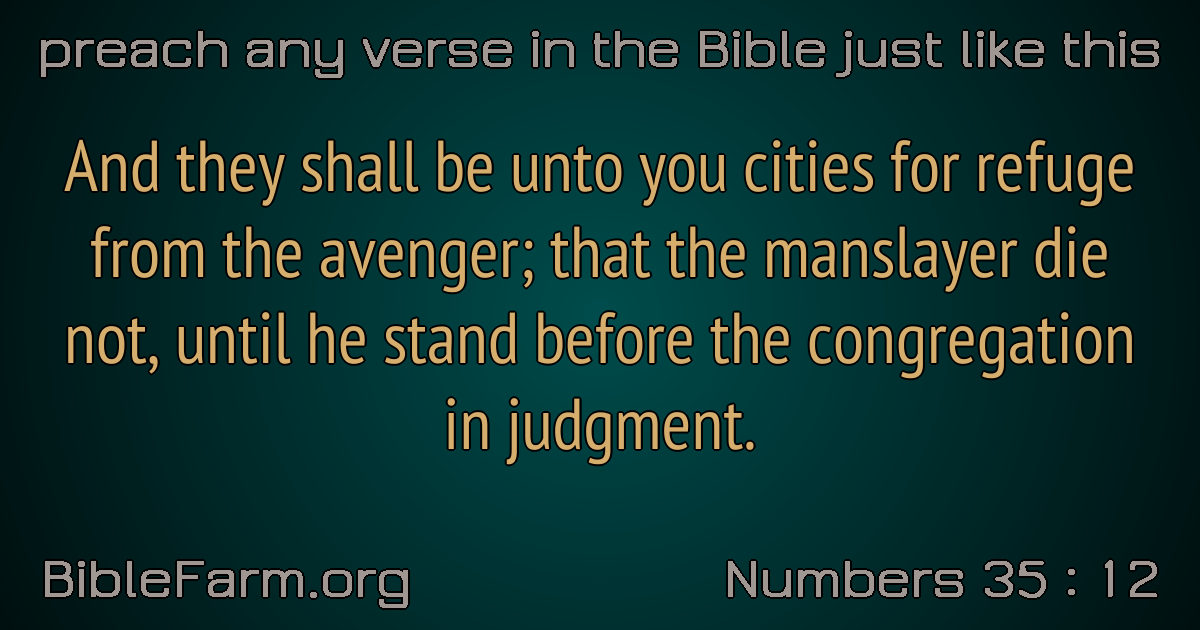 preach any verse in the Bible just like this
And they shall be unto you cities for refuge
from the avenger; that the manslayer die
not, until he stand before the congregation
in judgment.
BibleFarm.org
Numbers 35 : 12